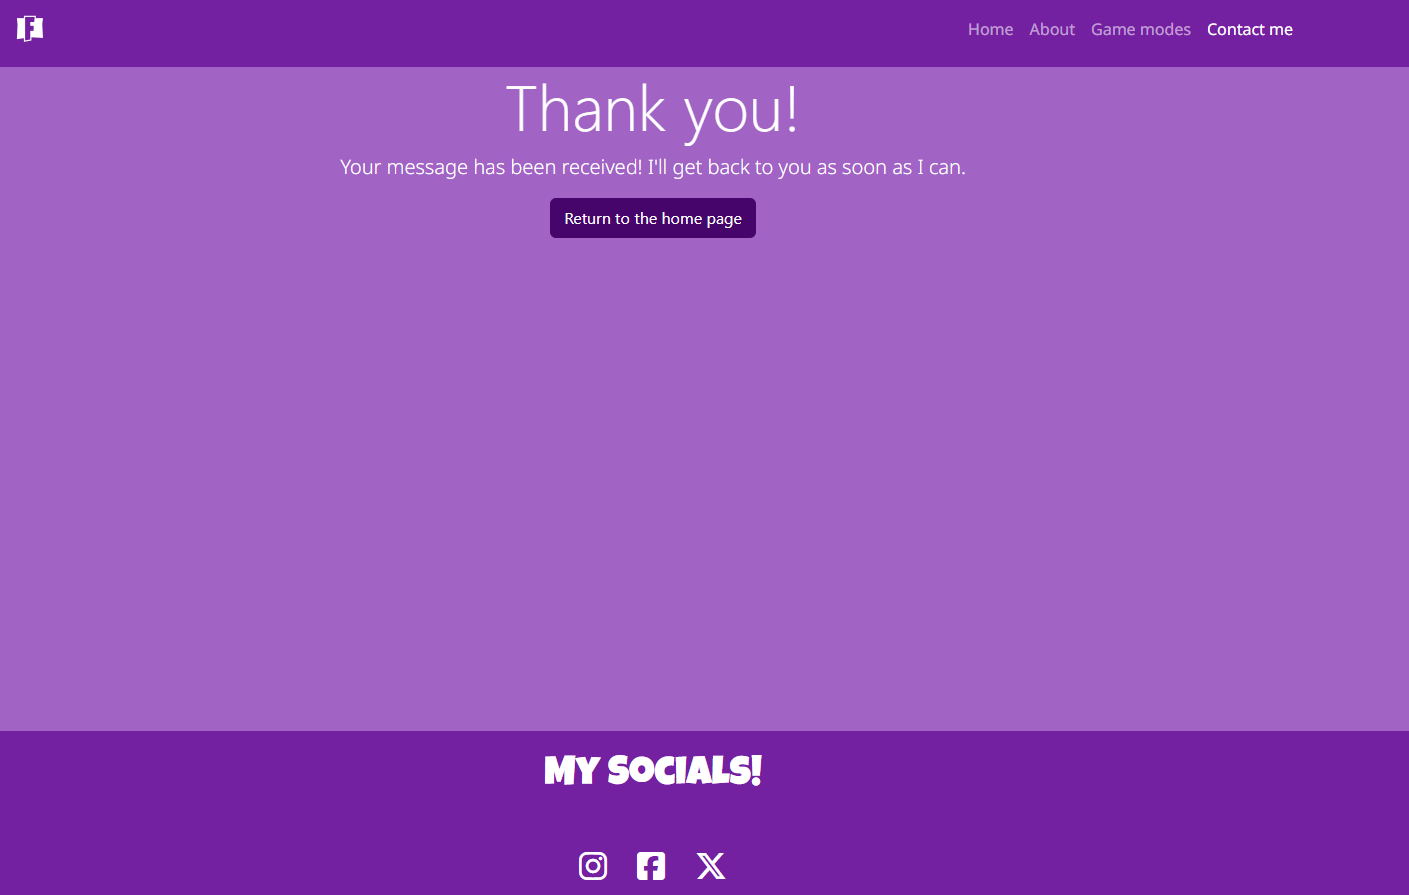 F
Home About Game modes Contact me
Thank you!
Your message has been received! I'll get back to you as soon as I can.
Return to the home page
MY SOCIALS!